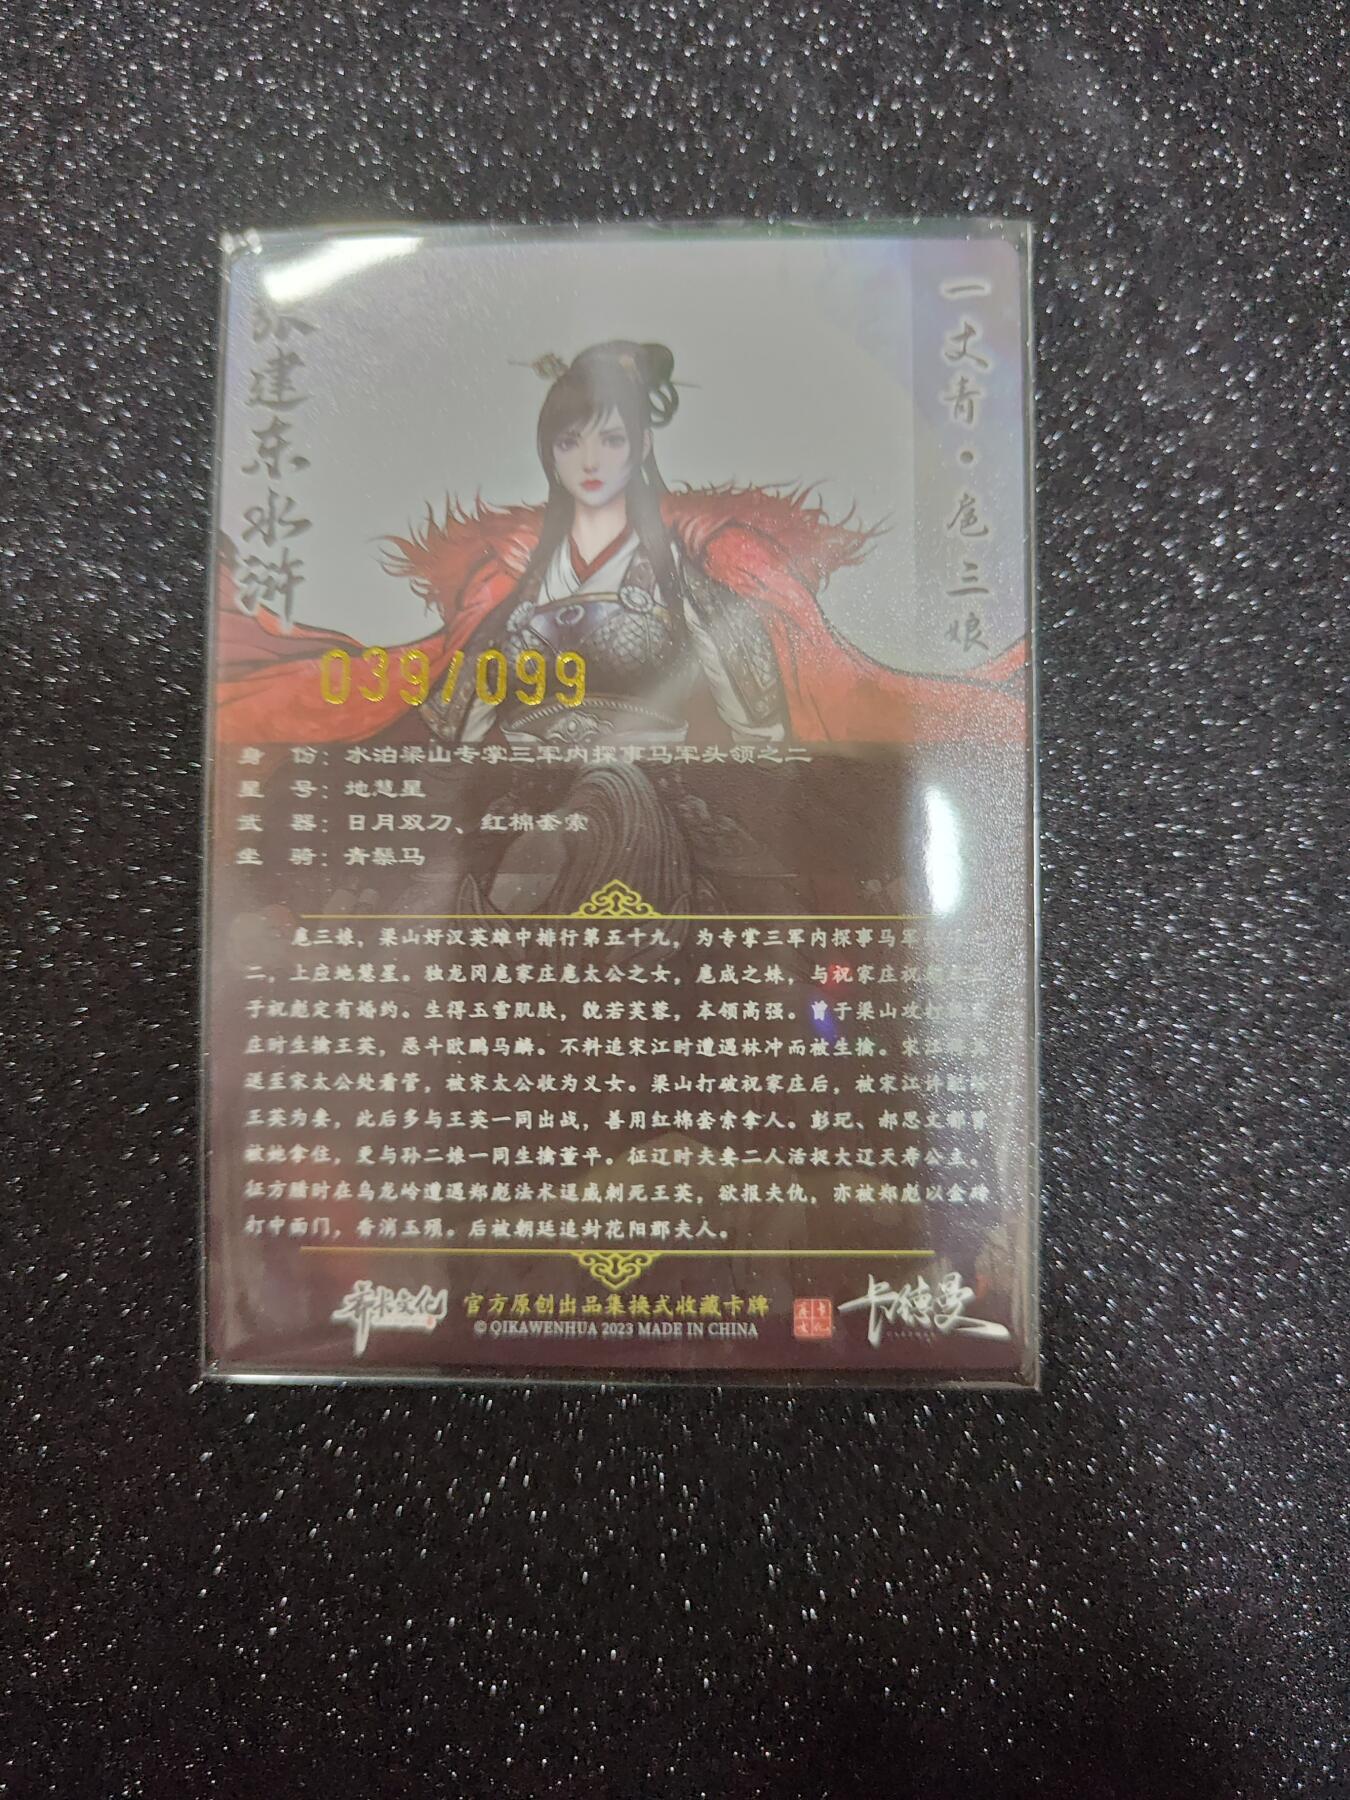 张建东水浒
一丈青·扈三娘
039/099
身 份：水泊梁山专掌三军内探事马军头领之二
星 号：地慧星
武 器：日月双刀、红棉套索
坐 骑：青鬃马
扈三娘，梁山好汉英雄中排行第五十九，为专掌三军内探事马军
二，上应地慧星。独龙冈扈家庄扈太公之女，扈成之妹，与祝家庄祝
于祝彪定有婚约。生得玉雪肌肤，貌若芙蓉，本领高强。曾于梁山攻打
庄时生擒王英，恶斗欧鹏马麟。不料追宋江时遭遇林冲而被生擒。宋江
送至宋太公处看管，被宋太公收为义女。梁山打破祝家庄后，被宋江许配给
王英为妻，此后多与王英一同出战，善用红棉套索拿人。彭玘、郝思文都曾
被她拿住，更与孙二娘一同生擒董平。征辽时夫妻二人活捉大辽天寿公主。
征方腊时在乌龙岭遭遇郑彪法术逞威刺死王英，欲报夫仇，亦被郑彪以金砖
打中面门，香消玉殒。后被朝廷追封花阳郡夫人。
奇卡文化
官方原创出品集换式收藏卡牌
© QIKAWENHUA 2023 MADE IN CHINA
卡德曼